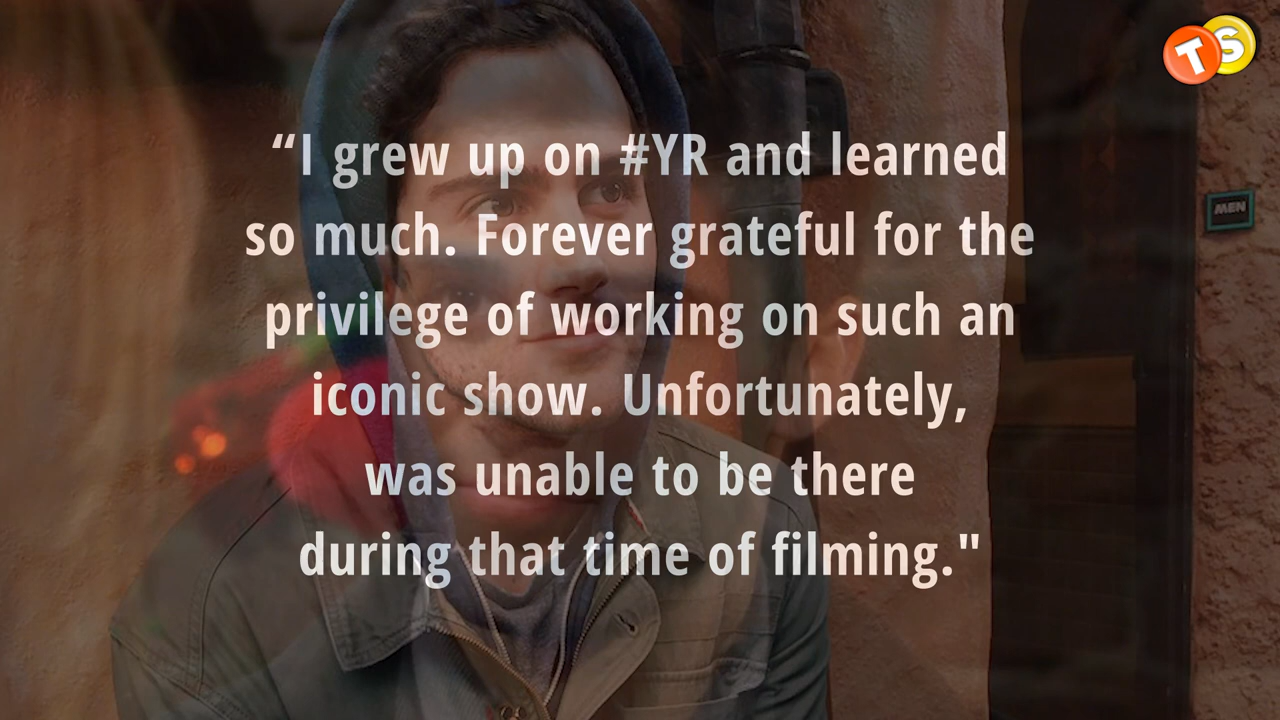 TS
MEN
“I grew up on #YR and learned
so much. Forever grateful for the
privilege of working on such an
iconic show. Unfortunately,
was unable to be there
during that time of filming."